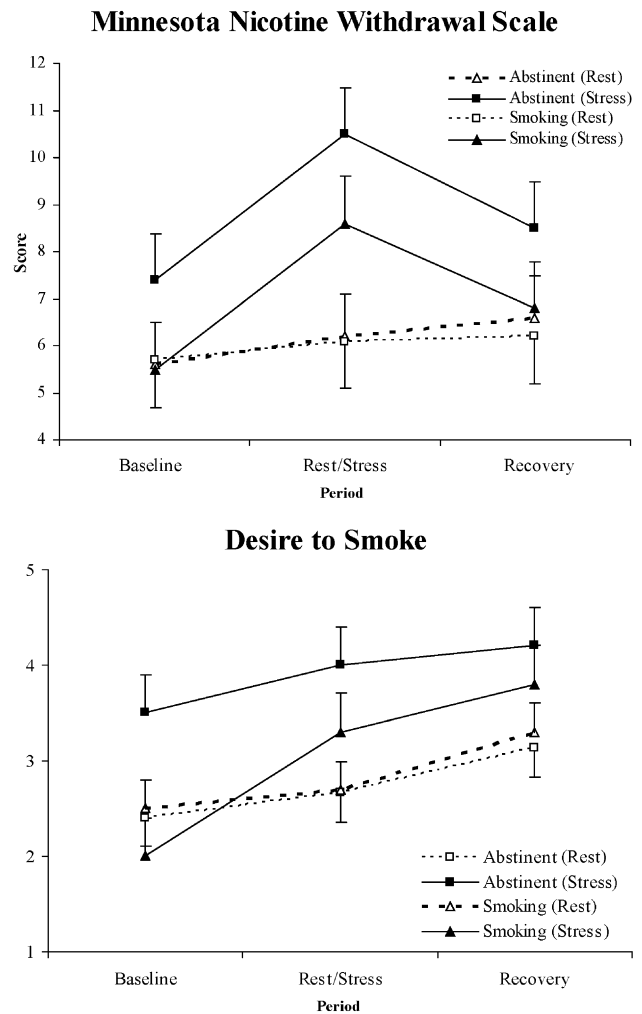 Minnesota Nicotine Withdrawal Scale
12
11
10
9
8
7
6
5
4
Score
Abstinent (Rest)
Abstinent (Stress)
Smoking (Rest)
Smoking (Stress)
Baseline
Rest/Stress
Recovery
Period
Desire to Smoke
5
4
3
2
1
Abstinent (Rest)
Abstinent (Stress)
Smoking (Rest)
Smoking (Stress)
Baseline
Rest/Stress
Recovery
Period